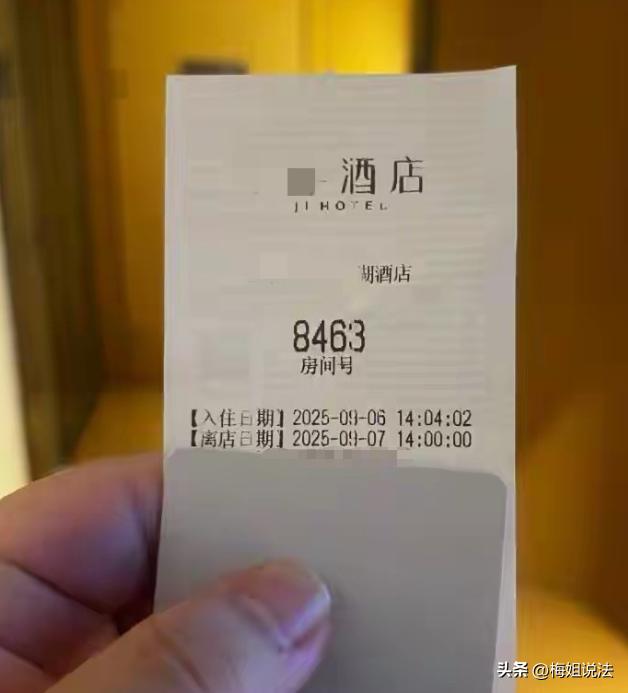 酒店
JI HOTEL
湖酒店
8463
房间号
【入住日期】2025-09-06 14:04:02
【离店日期】2025-09-07 14:00:00
头条 @梅姐说法